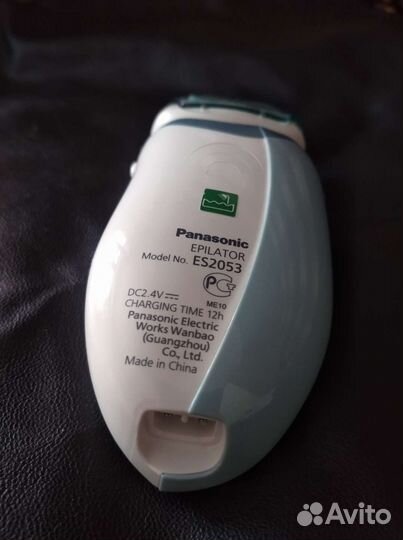 Panasonic
EPILATOR
Model No. ES2053
DC2.4V
ME10
CHARGING TIME 12h
Panasonic Electric
Works Wanbao
(Guangzhou)
Co., Ltd.
Made in China
Avito